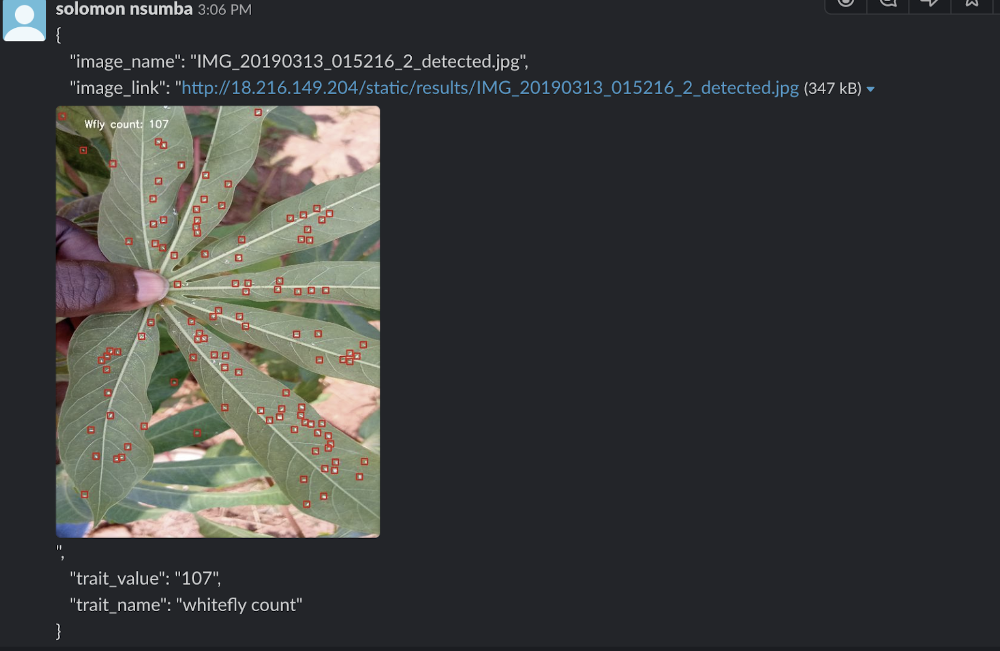 solomon nsumba 3:06 PM
{
"image_name": "IMG_20190313_015216_2_detected.jpg",
"image_link": "http://18.216.149.204/static/results/IMG_20190313_015216_2_detected.jpg (347 kB)
Wfly count: 107
",
"trait_value": "107",
"trait_name": "whitefly count"
}